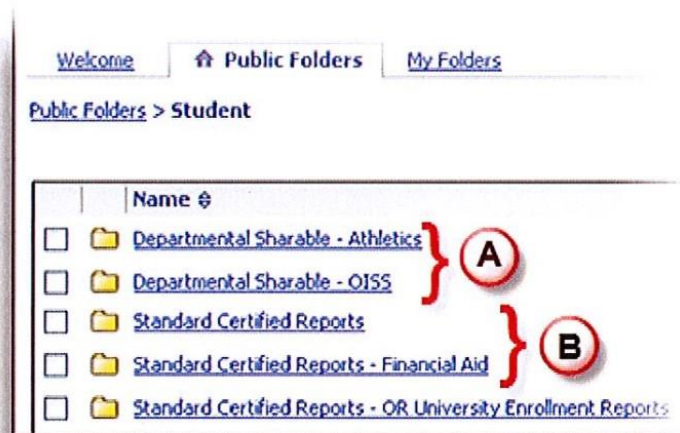 Welcome Public Folders My Folders
Public Folders > Student
Name
Departmental Sharable - Athletics
A
Departmental Sharable - OISS
Standard Certified Reports
B
Standard Certified Reports - Financial Aid
Standard Certified Reports - OR University Enrollment Reports